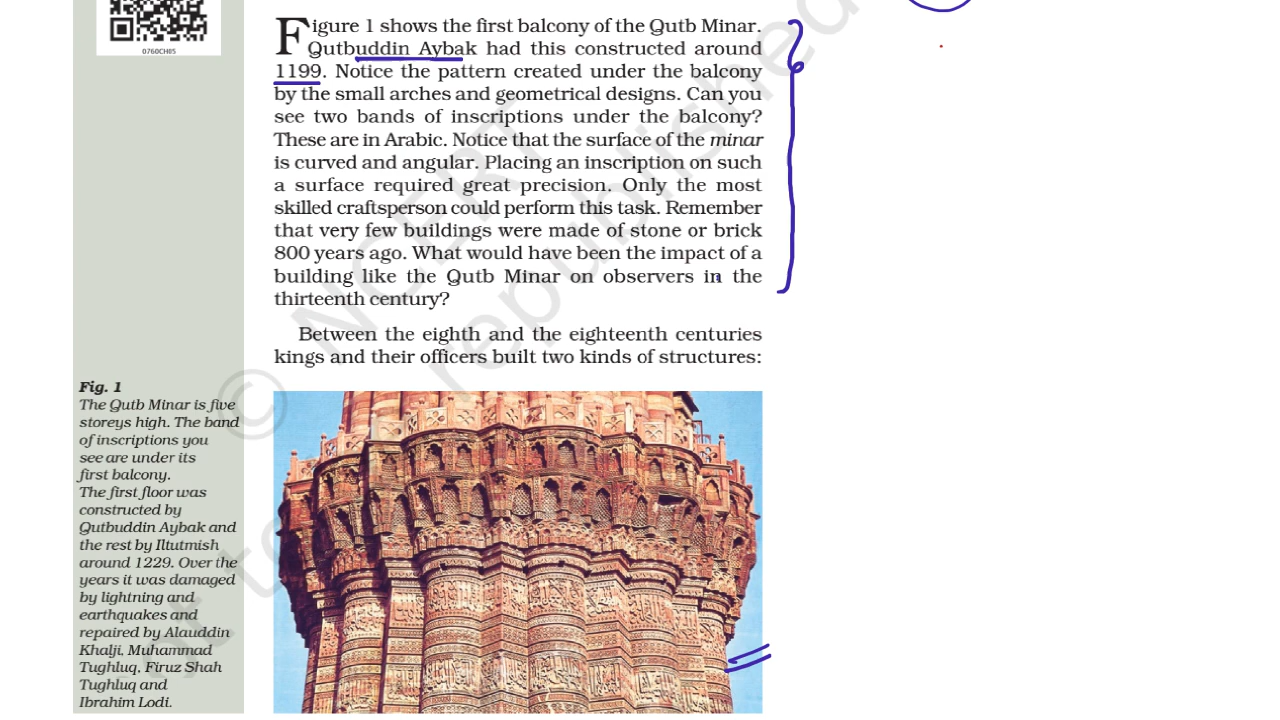 0760CH05
Figure 1 shows the first balcony of the Qutb Minar.
Qutbuddin Aybak had this constructed around
1199. Notice the pattern created under the balcony
by the small arches and geometrical designs. Can you
see two bands of inscriptions under the balcony?
These are in Arabic. Notice that the surface of the minar
is curved and angular. Placing an inscription on such
a surface required great precision. Only the most
skilled craftsperson could perform this task. Remember
that very few buildings were made of stone or brick
800 years ago. What would have been the impact of a
building like the Qutb Minar on observers in the
thirteenth century?
Between the eighth and the eighteenth centuries
kings and their officers built two kinds of structures:
Fig. 1
The Qutb Minar is five
storeys high. The band
of inscriptions you
see are under its
first balcony.
The first floor was
constructed by
Qutbuddin Aybak and
the rest by Iltutmish
around 1229. Over the
years it was damaged
by lightning and
earthquakes and
repaired by Alauddin
Khalji, Muhammad
Tughluq, Firuz Shah
Tughluq and
Ibrahim Lodi.
© NCERT
republished